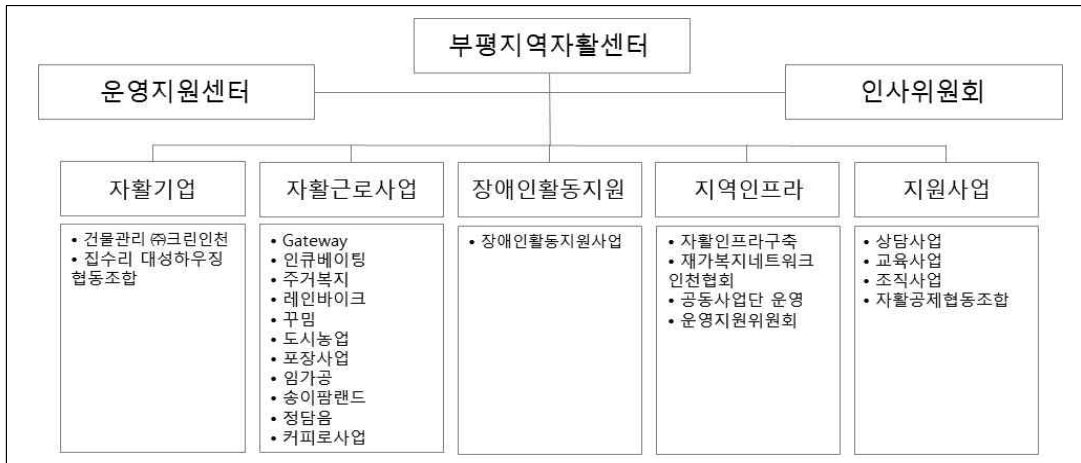 부평지역자활센터
운영지원센터
인사위원회
자활기업
• 건물관리 ㈜크린인천
• 집수리 대성하우징
협동조합
자활근로사업
• Gateway
• 인큐베이팅
• 주거복지
• 레인바이크
• 꾸밈
• 도시농업
• 포장사업
• 임가공
• 송이팜랜드
• 정담음
• 커피로사업
장애인활동지원
• 장애인활동지원사업
지역인프라
• 자활인프라구축
• 재가복지네트워크
인천협회
• 공동사업단 운영
• 운영지원위원회
지원사업
• 상담사업
• 교육사업
• 조직사업
• 자활공제협동조합